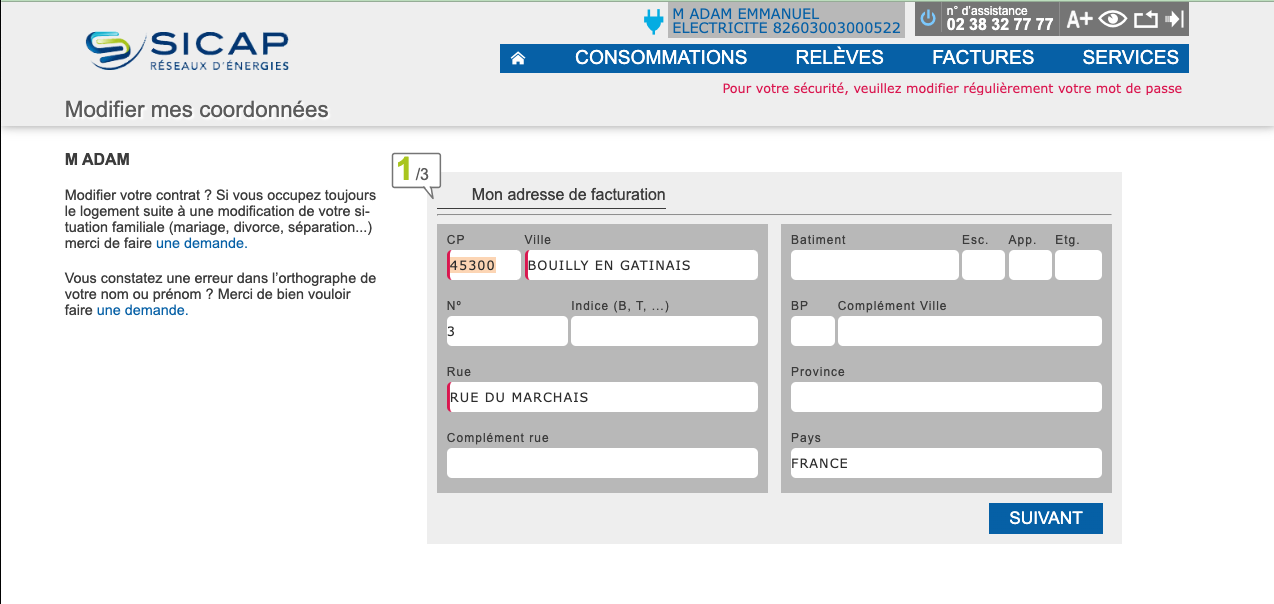 M ADAM EMMANUEL
ELECTRICITE 82603003000522
n° d'assistance
02 38 32 77 77
A+
SICAP
RÉSEAUX D'ÉNERGIES
CONSOMMATIONS RELÈVES FACTURES SERVICES
Pour votre sécurité, veuillez modifier régulièrement votre mot de passe
Modifier mes coordonnées
M ADAM
Modifier votre contrat ? Si vous occupez toujours
le logement suite à une modification de votre si-
tuation familiale (mariage, divorce, séparation...)
merci de faire une demande.
Vous constatez une erreur dans l'orthographe de
votre nom ou prénom ? Merci de bien vouloir
faire une demande.
1/3
Mon adresse de facturation
CP Ville
45300 BOUILLY EN GATINAIS
N° Indice (B, T, ...)
3
Rue
RUE DU MARCHAIS
Complément rue
Batiment Esc. App. Etg.
BP Complément Ville
Province
Pays
FRANCE
SUIVANT